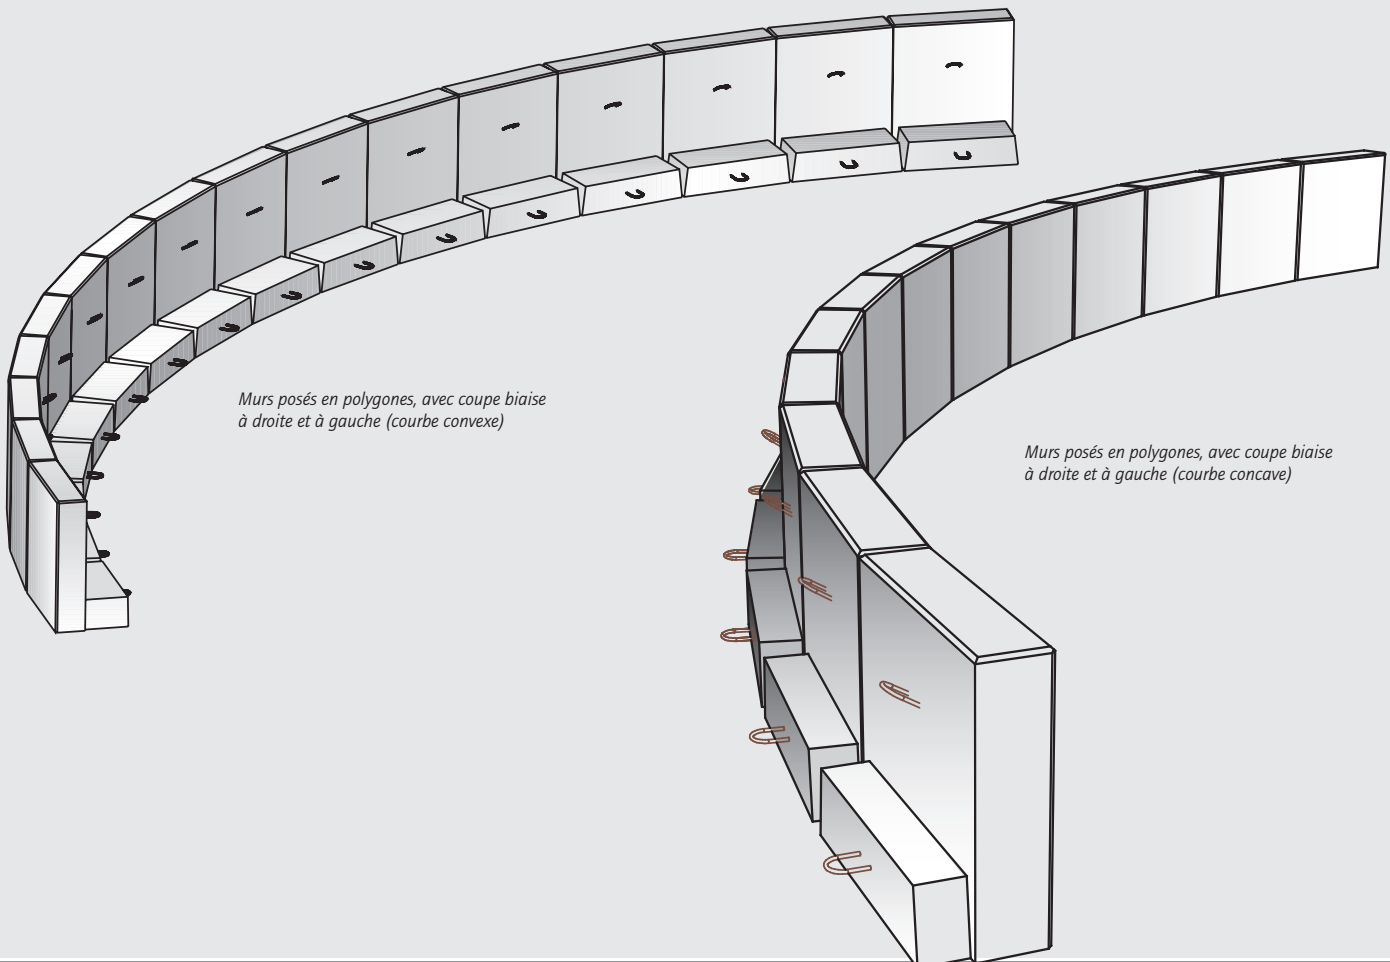 Murs posés en polygones, avec coupe biaise
à droite et à gauche (courbe convexe)
Murs posés en polygones, avec coupe biaise
à droite et à gauche (courbe concave)